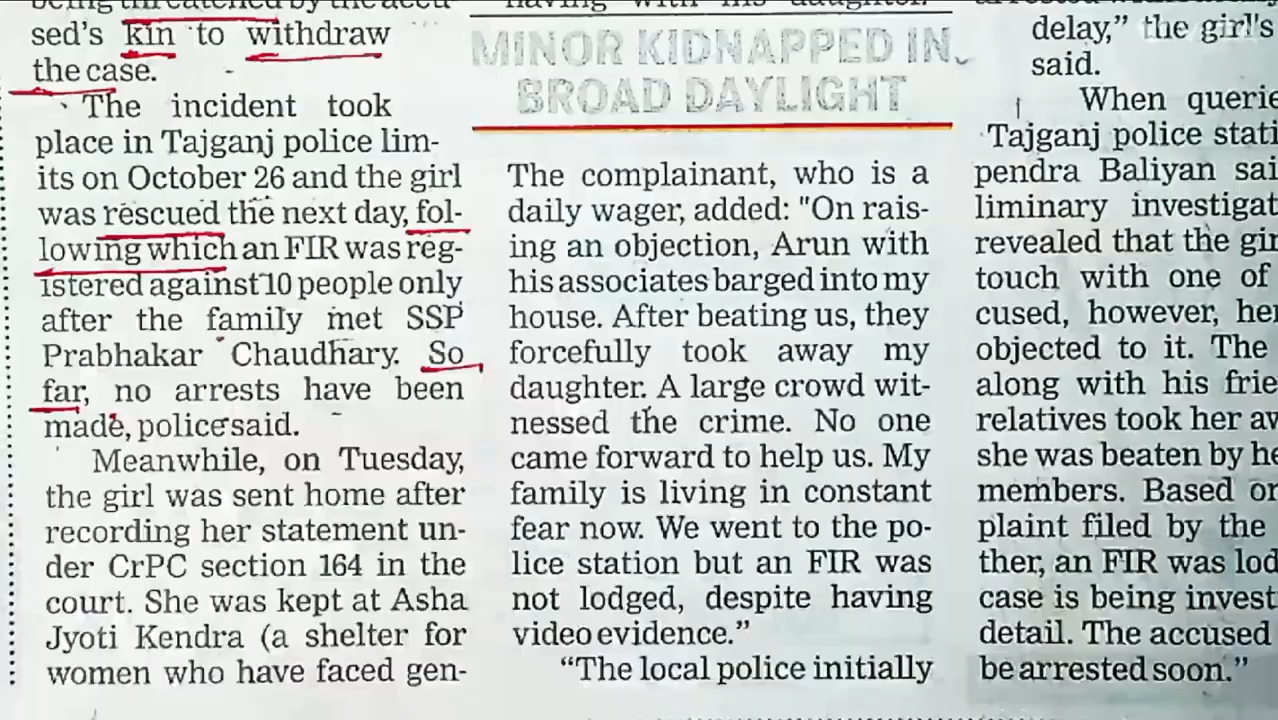 being threatened by the accu-
sed's kin to withdraw
the case.
The incident took
place in Tajganj police lim-
its on October 26 and the girl
was rescued the next day, fol-
lowing which an FIR was reg-
istered against 10 people only
after the family met SSP
Prabhakar Chaudhary. So
far, no arrests have been
made, police said.
Meanwhile, on Tuesday,
the girl was sent home after
recording her statement un-
der CrPC section 164 in the
court. She was kept at Asha
Jyoti Kendra (a shelter for
women who have faced gen-
having with his daughter.
MINOR KIDNAPPED IN
BROAD DAYLIGHT
The complainant, who is a
daily wager, added: "On rais-
ing an objection, Arun with
his associates barged into my
house. After beating us, they
forcefully took away my
daughter. A large crowd wit-
nessed the crime. No one
came forward to help us. My
family is living in constant
fear now. We went to the po-
lice station but an FIR was
not lodged, despite having
video evidence.”
“The local police initially
delay,” the girl's
said.
When querie
Tajganj police stati
pendra Baliyan sai
liminary investigat
revealed that the gir
touch with one of
cused, however, her
objected to it. The
along with his frie
relatives took her aw
she was beaten by he
members. Based on
plaint filed by the
ther, an FIR was lod
case is being invest
detail. The accused
be arrested soon.”